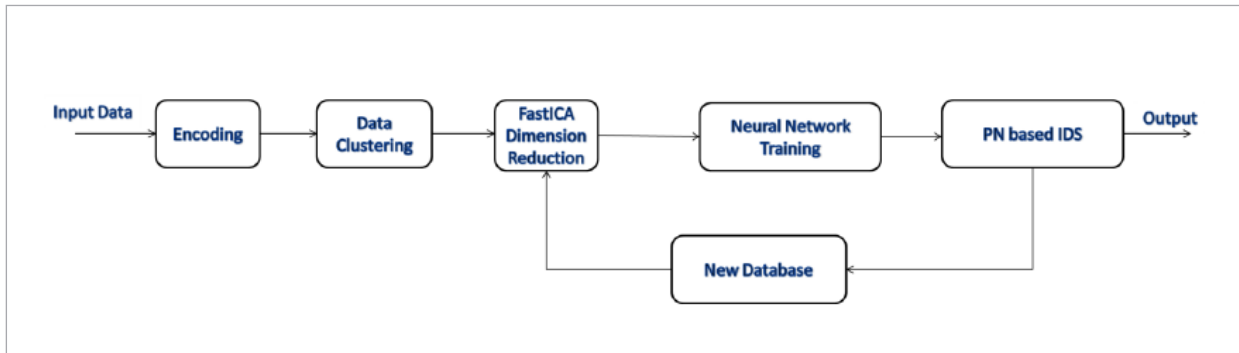 Input Data
Encoding
Data
Clustering
FastICA
Dimension
Reduction
Neural Network
Training
PN based IDS
Output
New Database